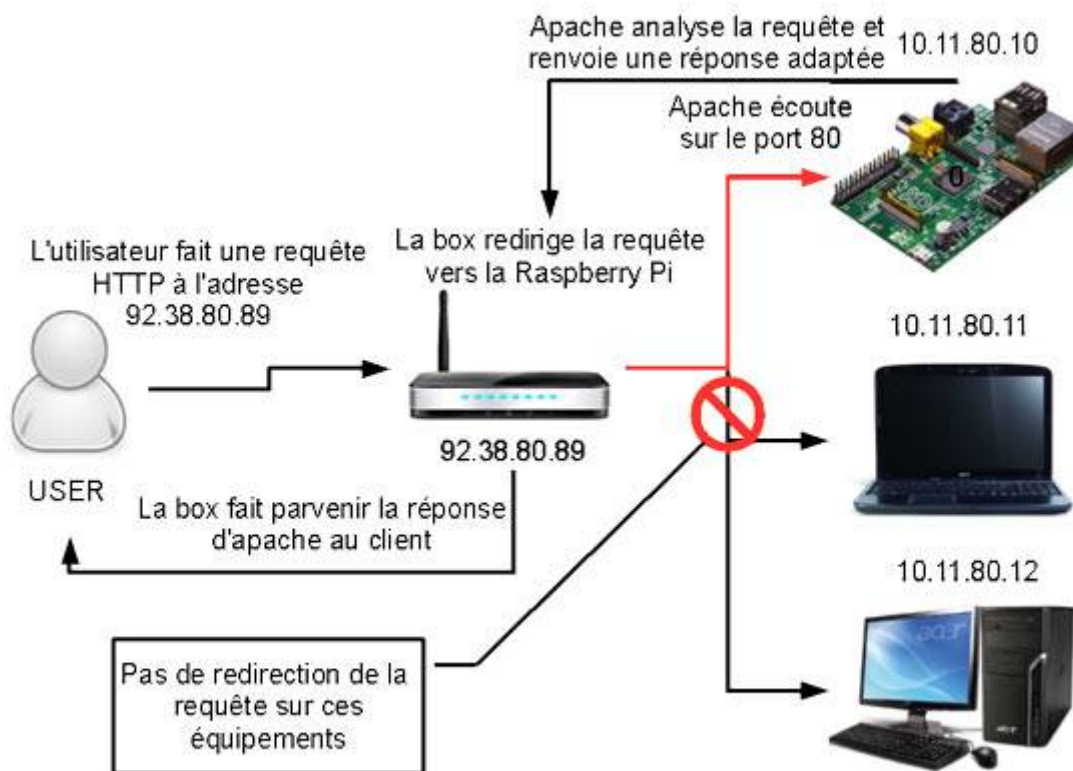 Apache analyse la requête et
renvoie une réponse adaptée
10.11.80.10
Apache écoute
sur le port 80
0
L'utilisateur fait une requête
HTTP à l'adresse
92.38.80.89
La box redirige la requête
vers la Raspberry Pi
10.11.80.11
92.38.80.89
USER
La box fait parvenir la réponse
d'apache au client
10.11.80.12
Pas de redirection de la
requête sur ces
équipements
acer
acer